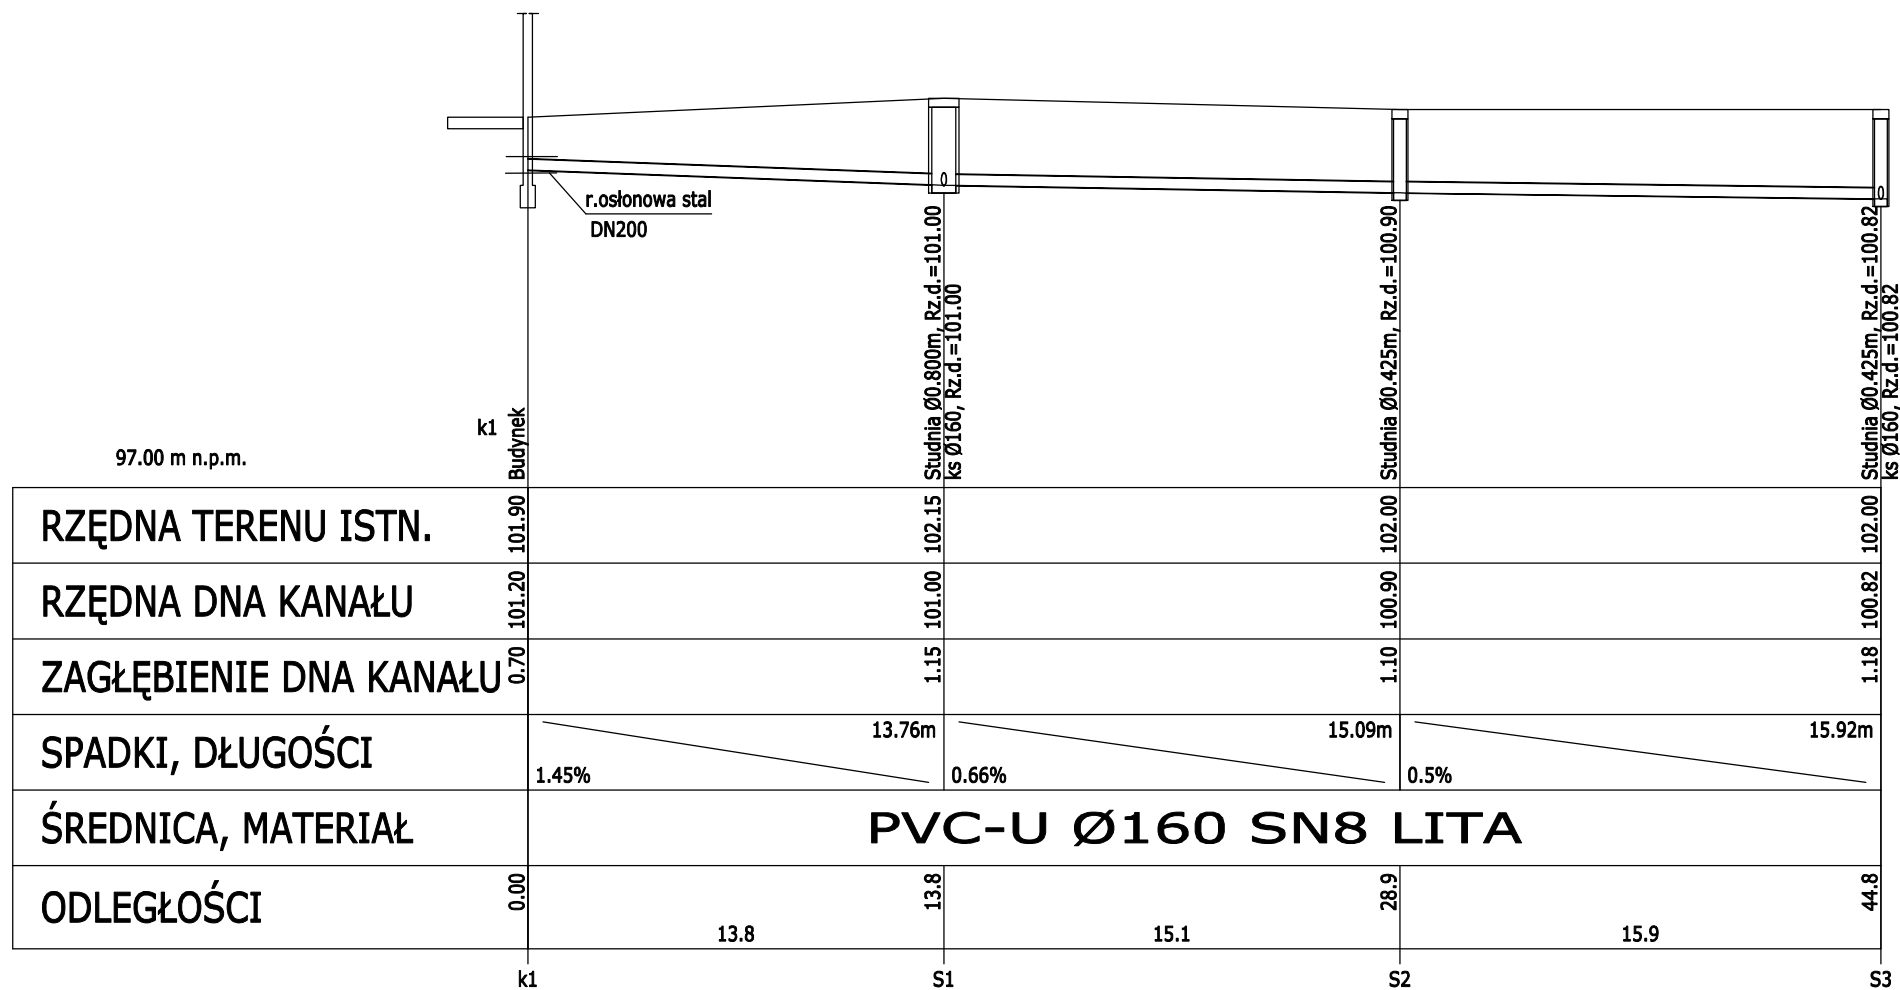 r.osłonowa stal
DN200
k1
Budynek
Studnia Ø0.800m, Rz.d.=101.00
ks Ø160, Rz.d.=101.00
Studnia Ø0.425m, Rz.d.=100.90
Studnia Ø0.425m, Rz.d.=100.82
ks Ø160, Rz.d.=100.82
97.00 m n.p.m.
RZĘDNA TERENU ISTN. 101.90 102.15 102.00 102.00
RZĘDNA DNA KANAŁU 101.20 101.00 100.90 100.82
ZAGŁĘBIENIE DNA KANAŁU 0.70 1.15 1.10 1.18
13.76m 15.09m 15.92m
SPADKI, DŁUGOŚCI
1.45% 0.66% 0.5%
ŚREDNICA, MATERIAŁ PVC-U Ø160 SN8 LITA
ODLEGŁOŚCI 0.00 13.8 28.9 44.8
13.8 15.1 15.9
k1 S1 S2 S3